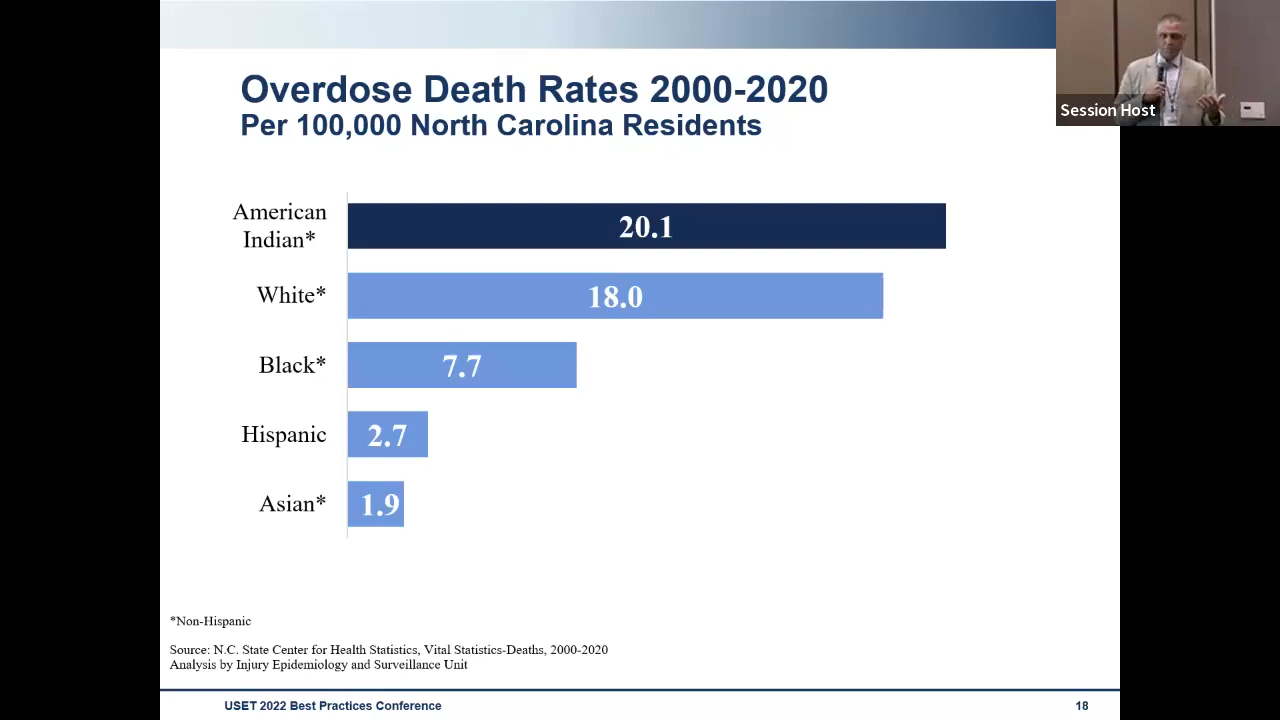 Overdose Death Rates 2000-2020
Per 100,000 North Carolina Residents
Session Host
American
Indian*
20.1
White*
18.0
Black*
7.7
Hispanic
2.7
Asian*
1.9
*Non-Hispanic
Source: N.C. State Center for Health Statistics, Vital Statistics-Deaths, 2000-2020
Analysis by Injury Epidemiology and Surveillance Unit
USET 2022 Best Practices Conference
18